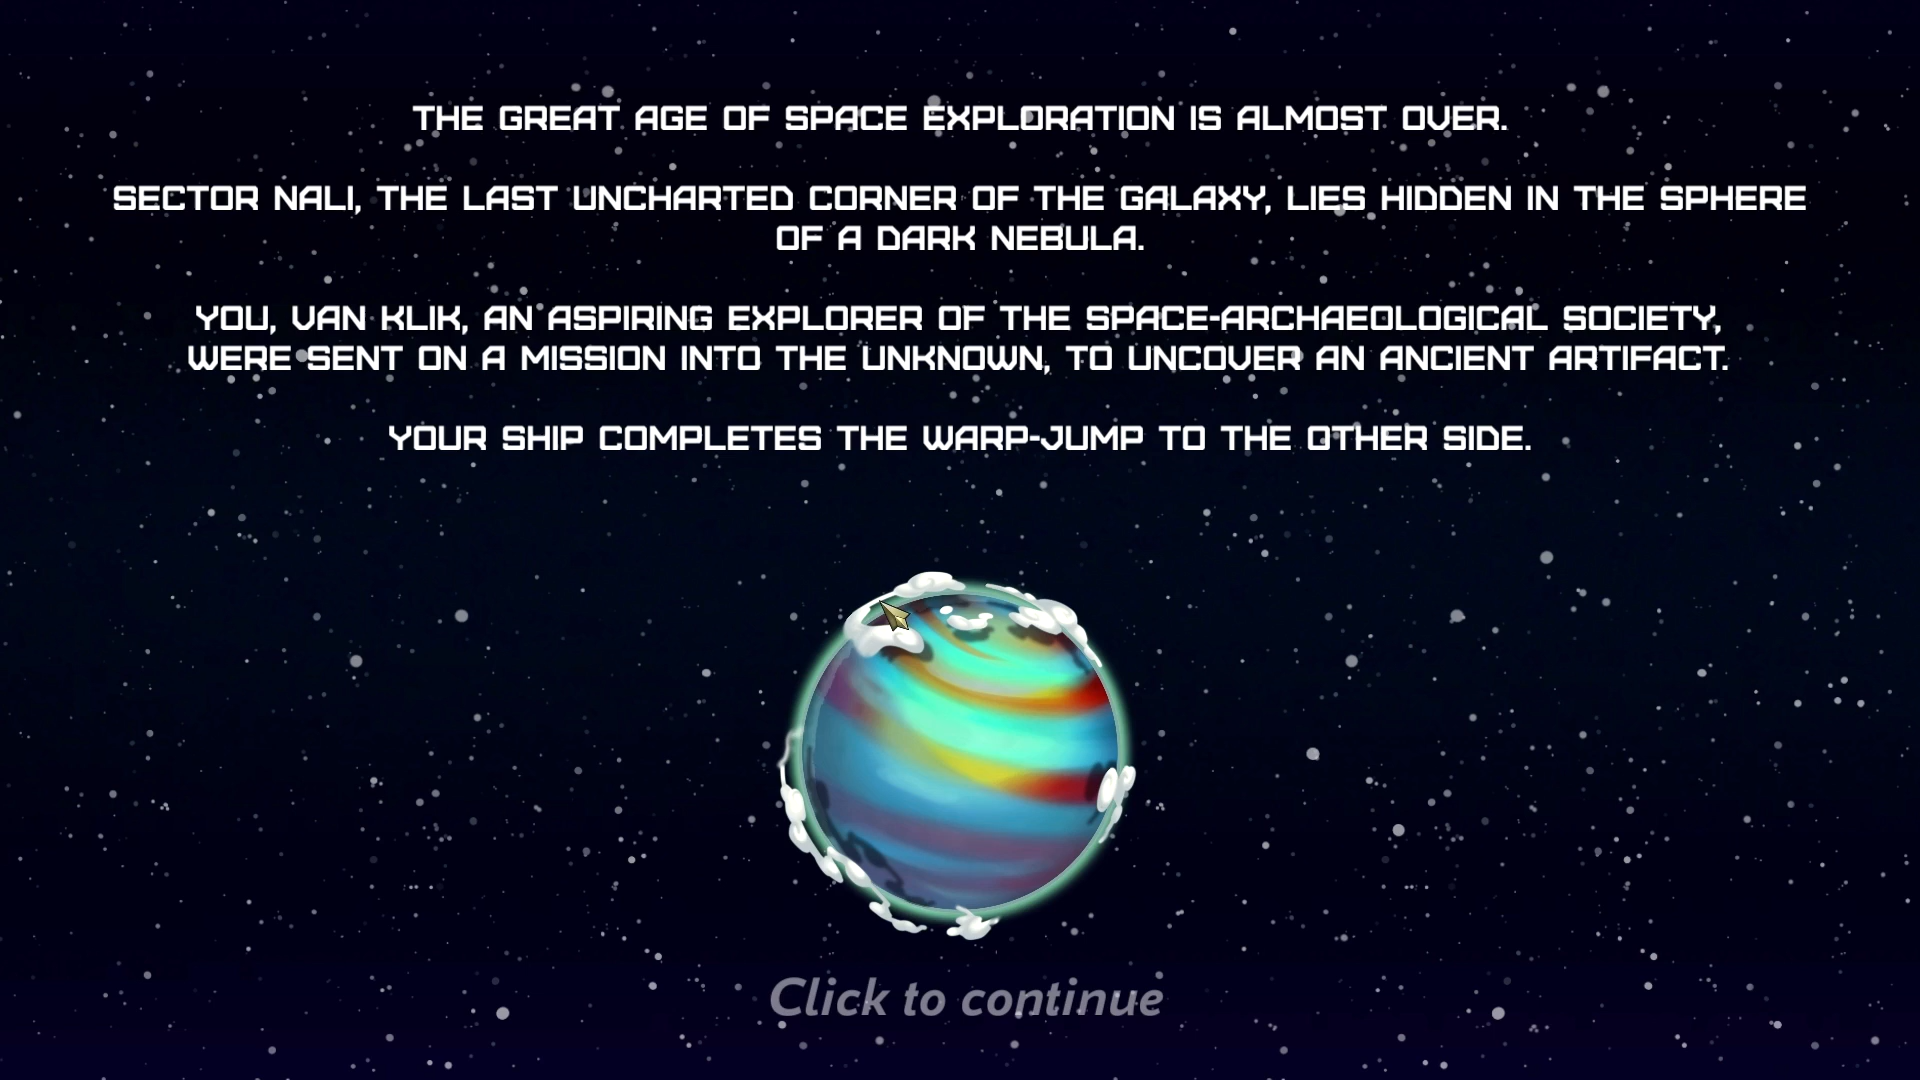 THE GREAT AGE OF SPACE EXPLORATION IS ALMOST OVER.
SECTOR NALI, THE LAST UNCHARTED CORNER OF THE GALAXY, LIES HIDDEN IN THE SPHERE
OF A DARK NEBULA.
YOU, VAN KLIK, AN ASPIRING EXPLORER OF THE SPACE-ARCHAEOLOGICAL SOCIETY,
WERE SENT ON A MISSION INTO THE UNKNOWN, TO UNCOVER AN ANCIENT ARTIFACT.
YOUR SHIP COMPLETES THE WARP-JUMP TO THE OTHER SIDE.
Click to continue